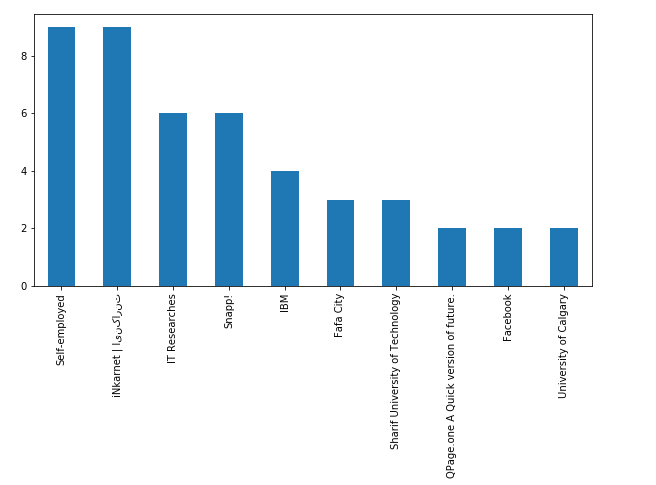 8
6
4
2
0
Self-employed
iNkarnet | اینکارنت
IT Researches
Snapp!
IBM
Fafa City
Sharif University of Technology
QPage.one A Quick version of future.
Facebook
University of Calgary